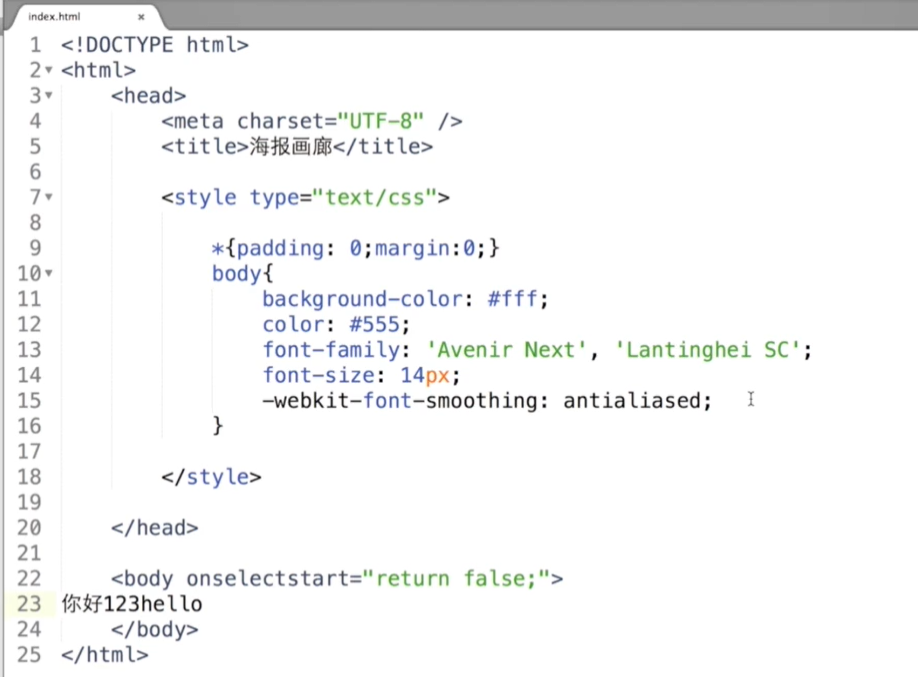 index.html ×
1 <!DOCTYPE html>
2 <html>
3 <head>
4 <meta charset="UTF-8" />
5 <title>海报画廊</title>
6
7 <style type="text/css">
8
9 *{padding: 0;margin:0;}
10 body{
11 background-color: #fff;
12 color: #555;
13 font-family: 'Avenir Next', 'Lantinghei SC';
14 font-size: 14px;
15 -webkit-font-smoothing: antialiased;
16 }
17
18 </style>
19
20 </head>
21
22 <body onselectstart="return false;">
23 你好123hello
24 </body>
25 </html>